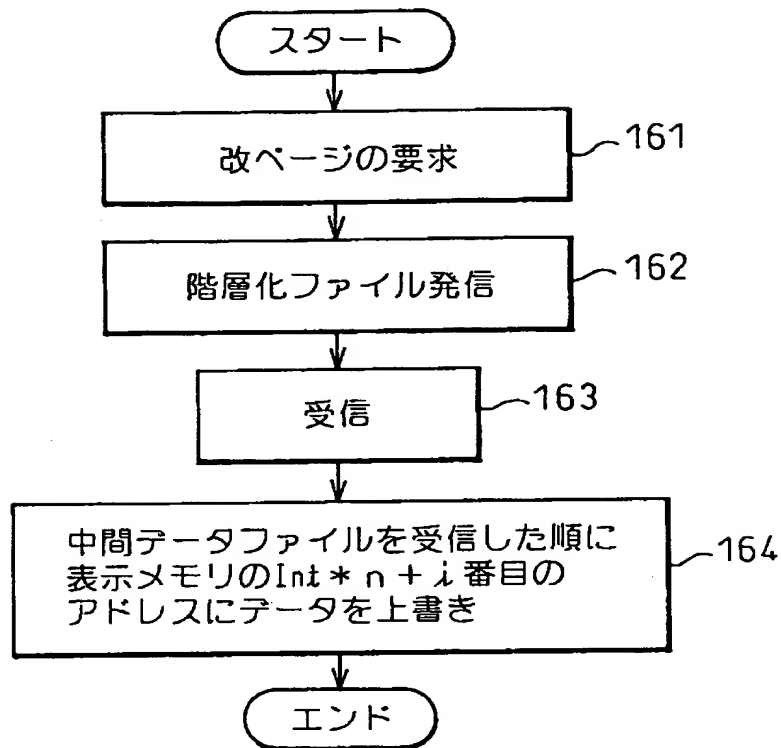 スタート
改ページの要求
161
階層化ファイル発信
162
受信
163
中間データファイルを受信した順に
表示メモリのInt*n+i番目の
アドレスにデータを上書き
164
エンド